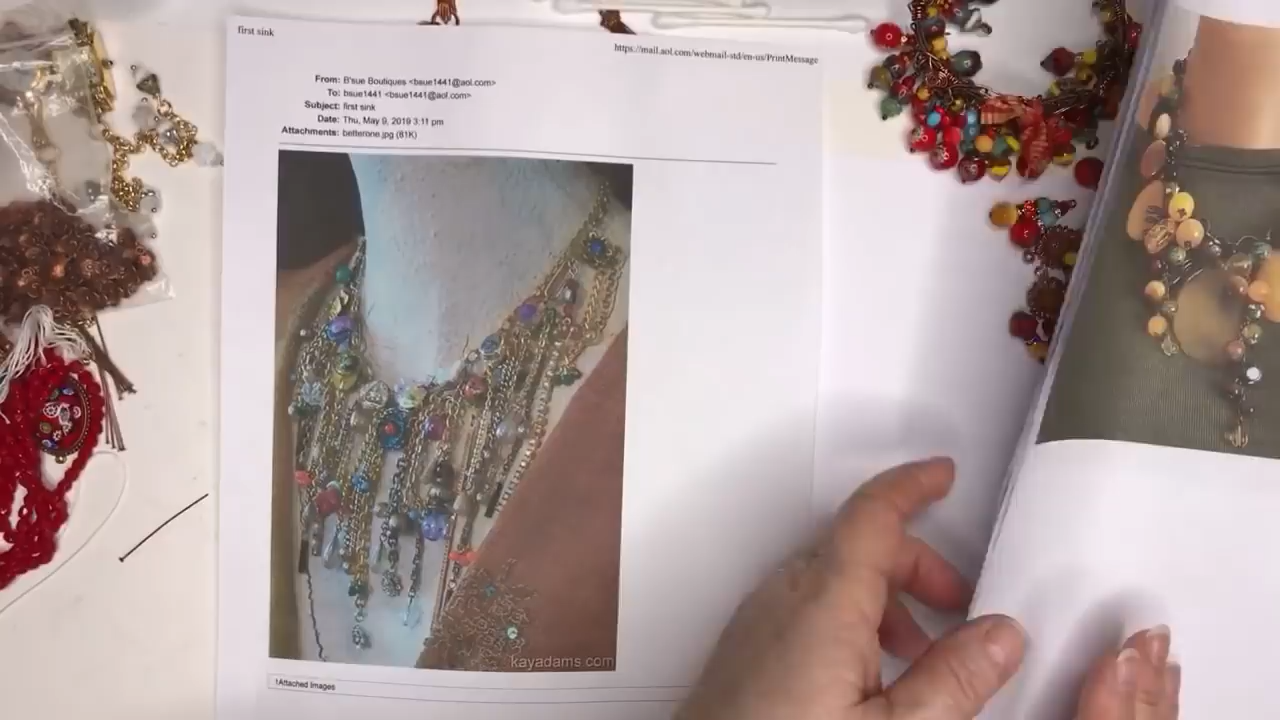 first sink
https://mail.aol.com/webmail-std/en-us/PrintMessage
From: B'sue Boutiques <bsue1441@aol.com>
To: bsue1441 <bsue1441@aol.com>
Subject: first sink
Date: Thu, May 9, 2019 3:11 pm
Attachments: betterone.jpg (81K)
kayadams.com
1Attached Images